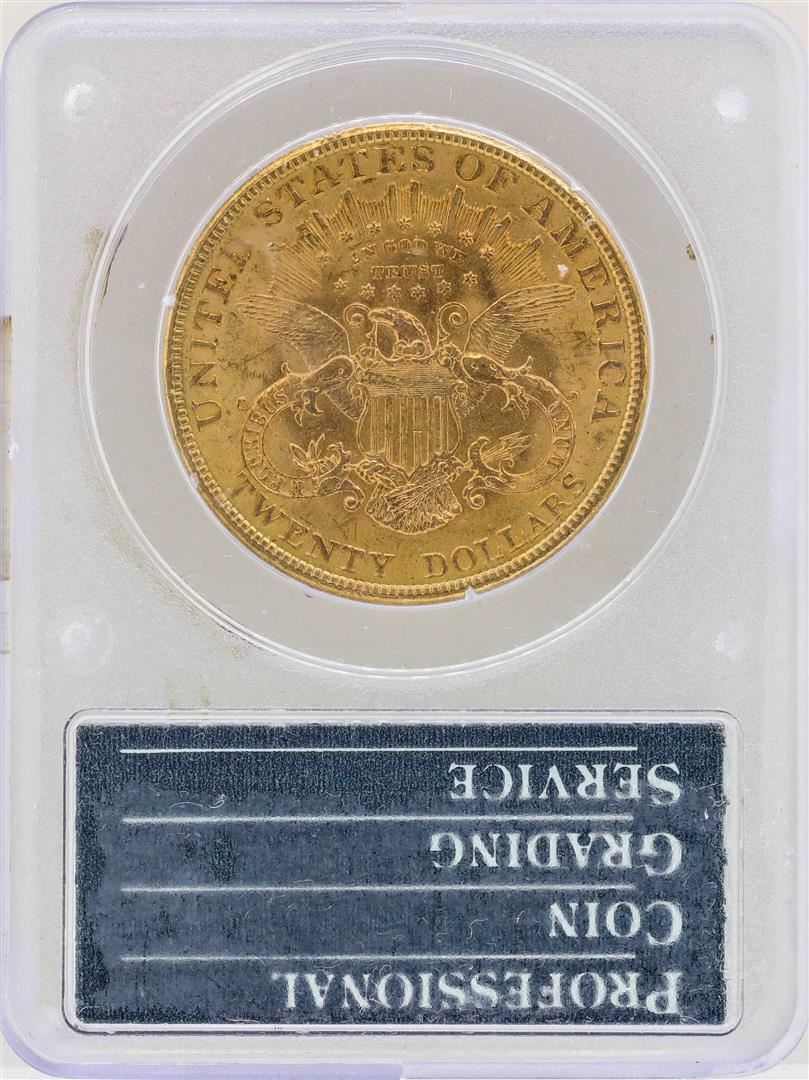 UNITED STATES OF AMERICA
IN GOD WE
TRUST
E PLURIBUS
UNUM
TWENTY DOLLARS
PROFESSIONAL
COIN
GRADING
SERVICE